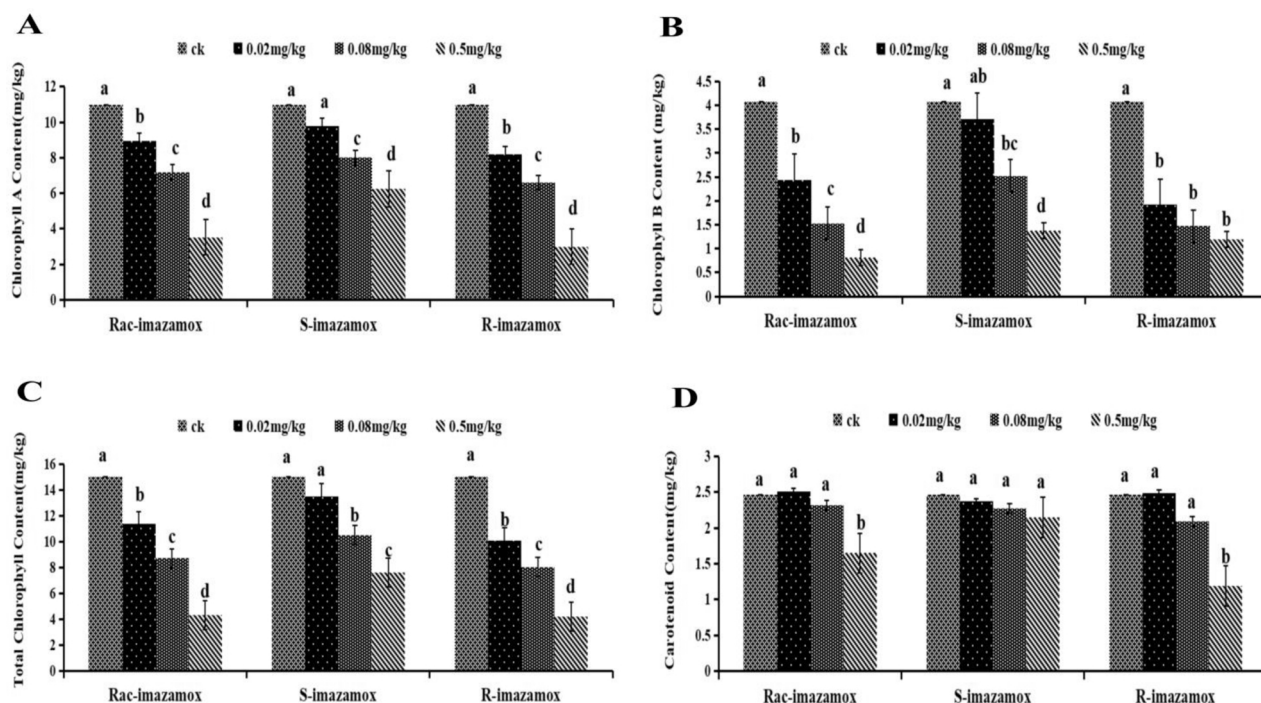 A
ck 0.02mg/kg 0.08mg/kg 0.5mg/kg
Chlorophyll A Content(mg/kg)
12
10
8
6
4
2
0
a b c d a a c d a b c d
Rac-imazamox S-imazamox R-imazamox
B
ck 0.02mg/kg 0.08mg/kg 0.5mg/kg
Chlorophyll B Content (mg/kg)
4.5
4
3.5
3
2.5
2
1.5
1
0.5
0
a b c d a ab bc d a b b b
Rac-imazamox S-imazamox R-imazamox
C
ck 0.02mg/kg 0.08mg/kg 0.5mg/kg
Total Chlorophyll Content(mg/kg)
16
14
12
10
8
6
4
2
0
a b c d a a b c a b c d
Rac-imazamox S-imazamox R-imazamox
D
ck 0.02mg/kg 0.08mg/kg 0.5mg/kg
Carotenoid Content(mg/kg)
3
2.5
2
1.5
1
0.5
0
a a a b a a a a a a a b
Rac-imazamox S-imazamox R-imazamox